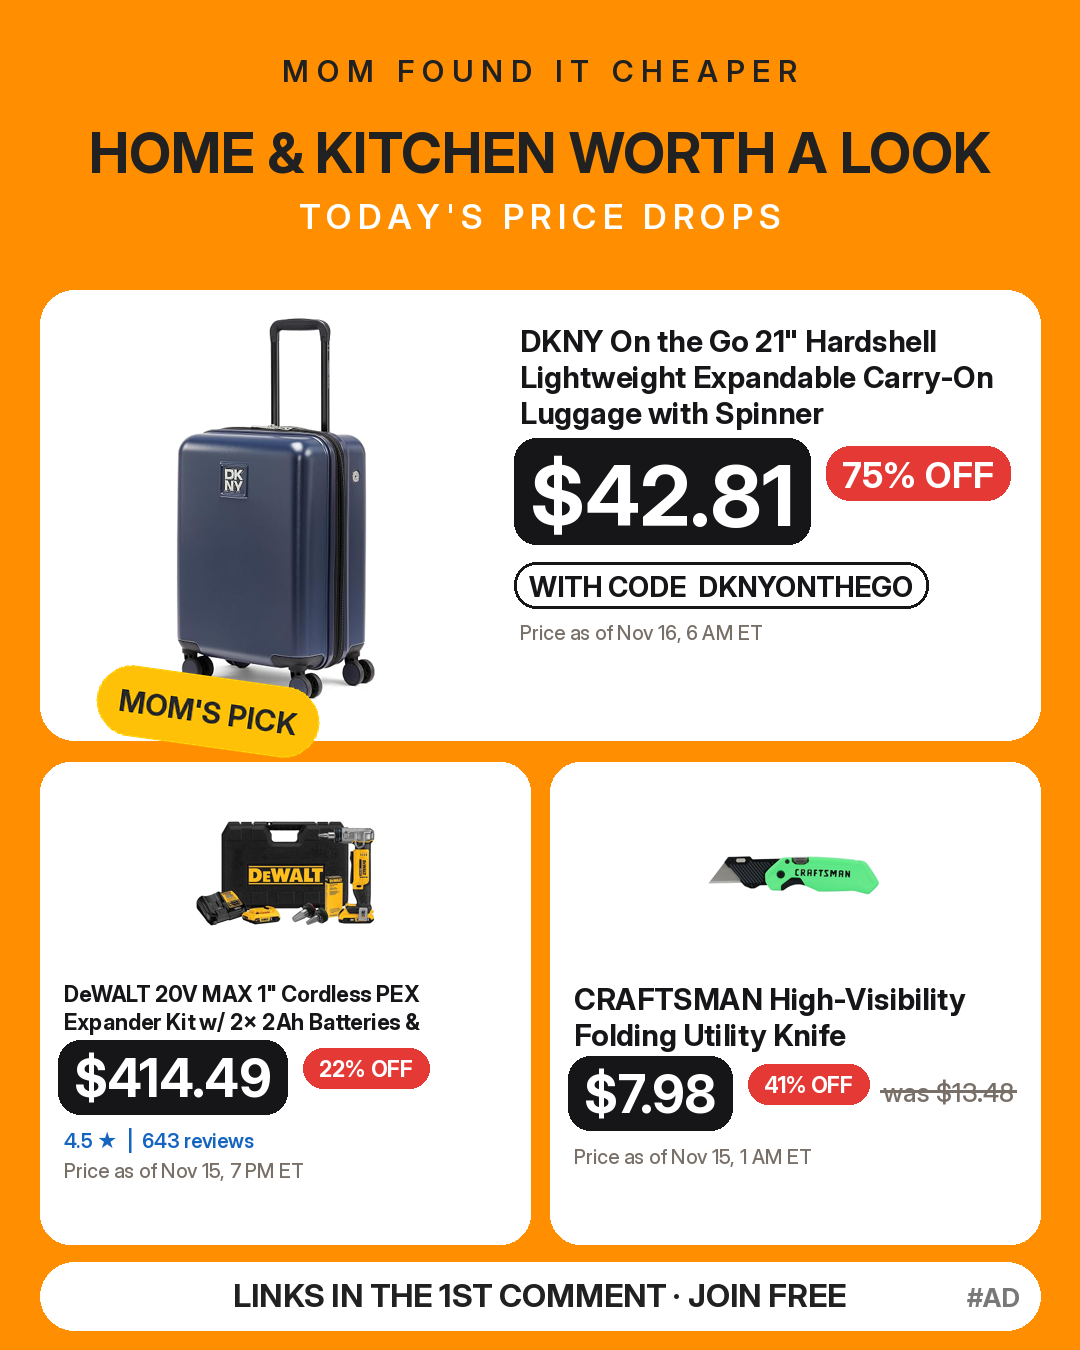 MOM FOUND IT CHEAPER
HOME & KITCHEN WORTH A LOOK
TODAY'S PRICE DROPS
DK
NY
DKNY On the Go 21" Hardshell
Lightweight Expandable Carry-On
Luggage with Spinner
$42.81
75% OFF
WITH CODE DKNYONTHEGO
Price as of Nov 16, 6 AM ET
MOM'S PICK
DEWALT
DeWALT 20V MAX 1" Cordless PEX
Expander Kit w/ 2× 2Ah Batteries &
$414.49
22% OFF
4.5 ★ | 643 reviews
Price as of Nov 15, 7 PM ET
CRAFTSMAN
CRAFTSMAN High-Visibility
Folding Utility Knife
$7.98
41% OFF
was $13.48
Price as of Nov 15, 1 AM ET
LINKS IN THE 1ST COMMENT · JOIN FREE
#AD